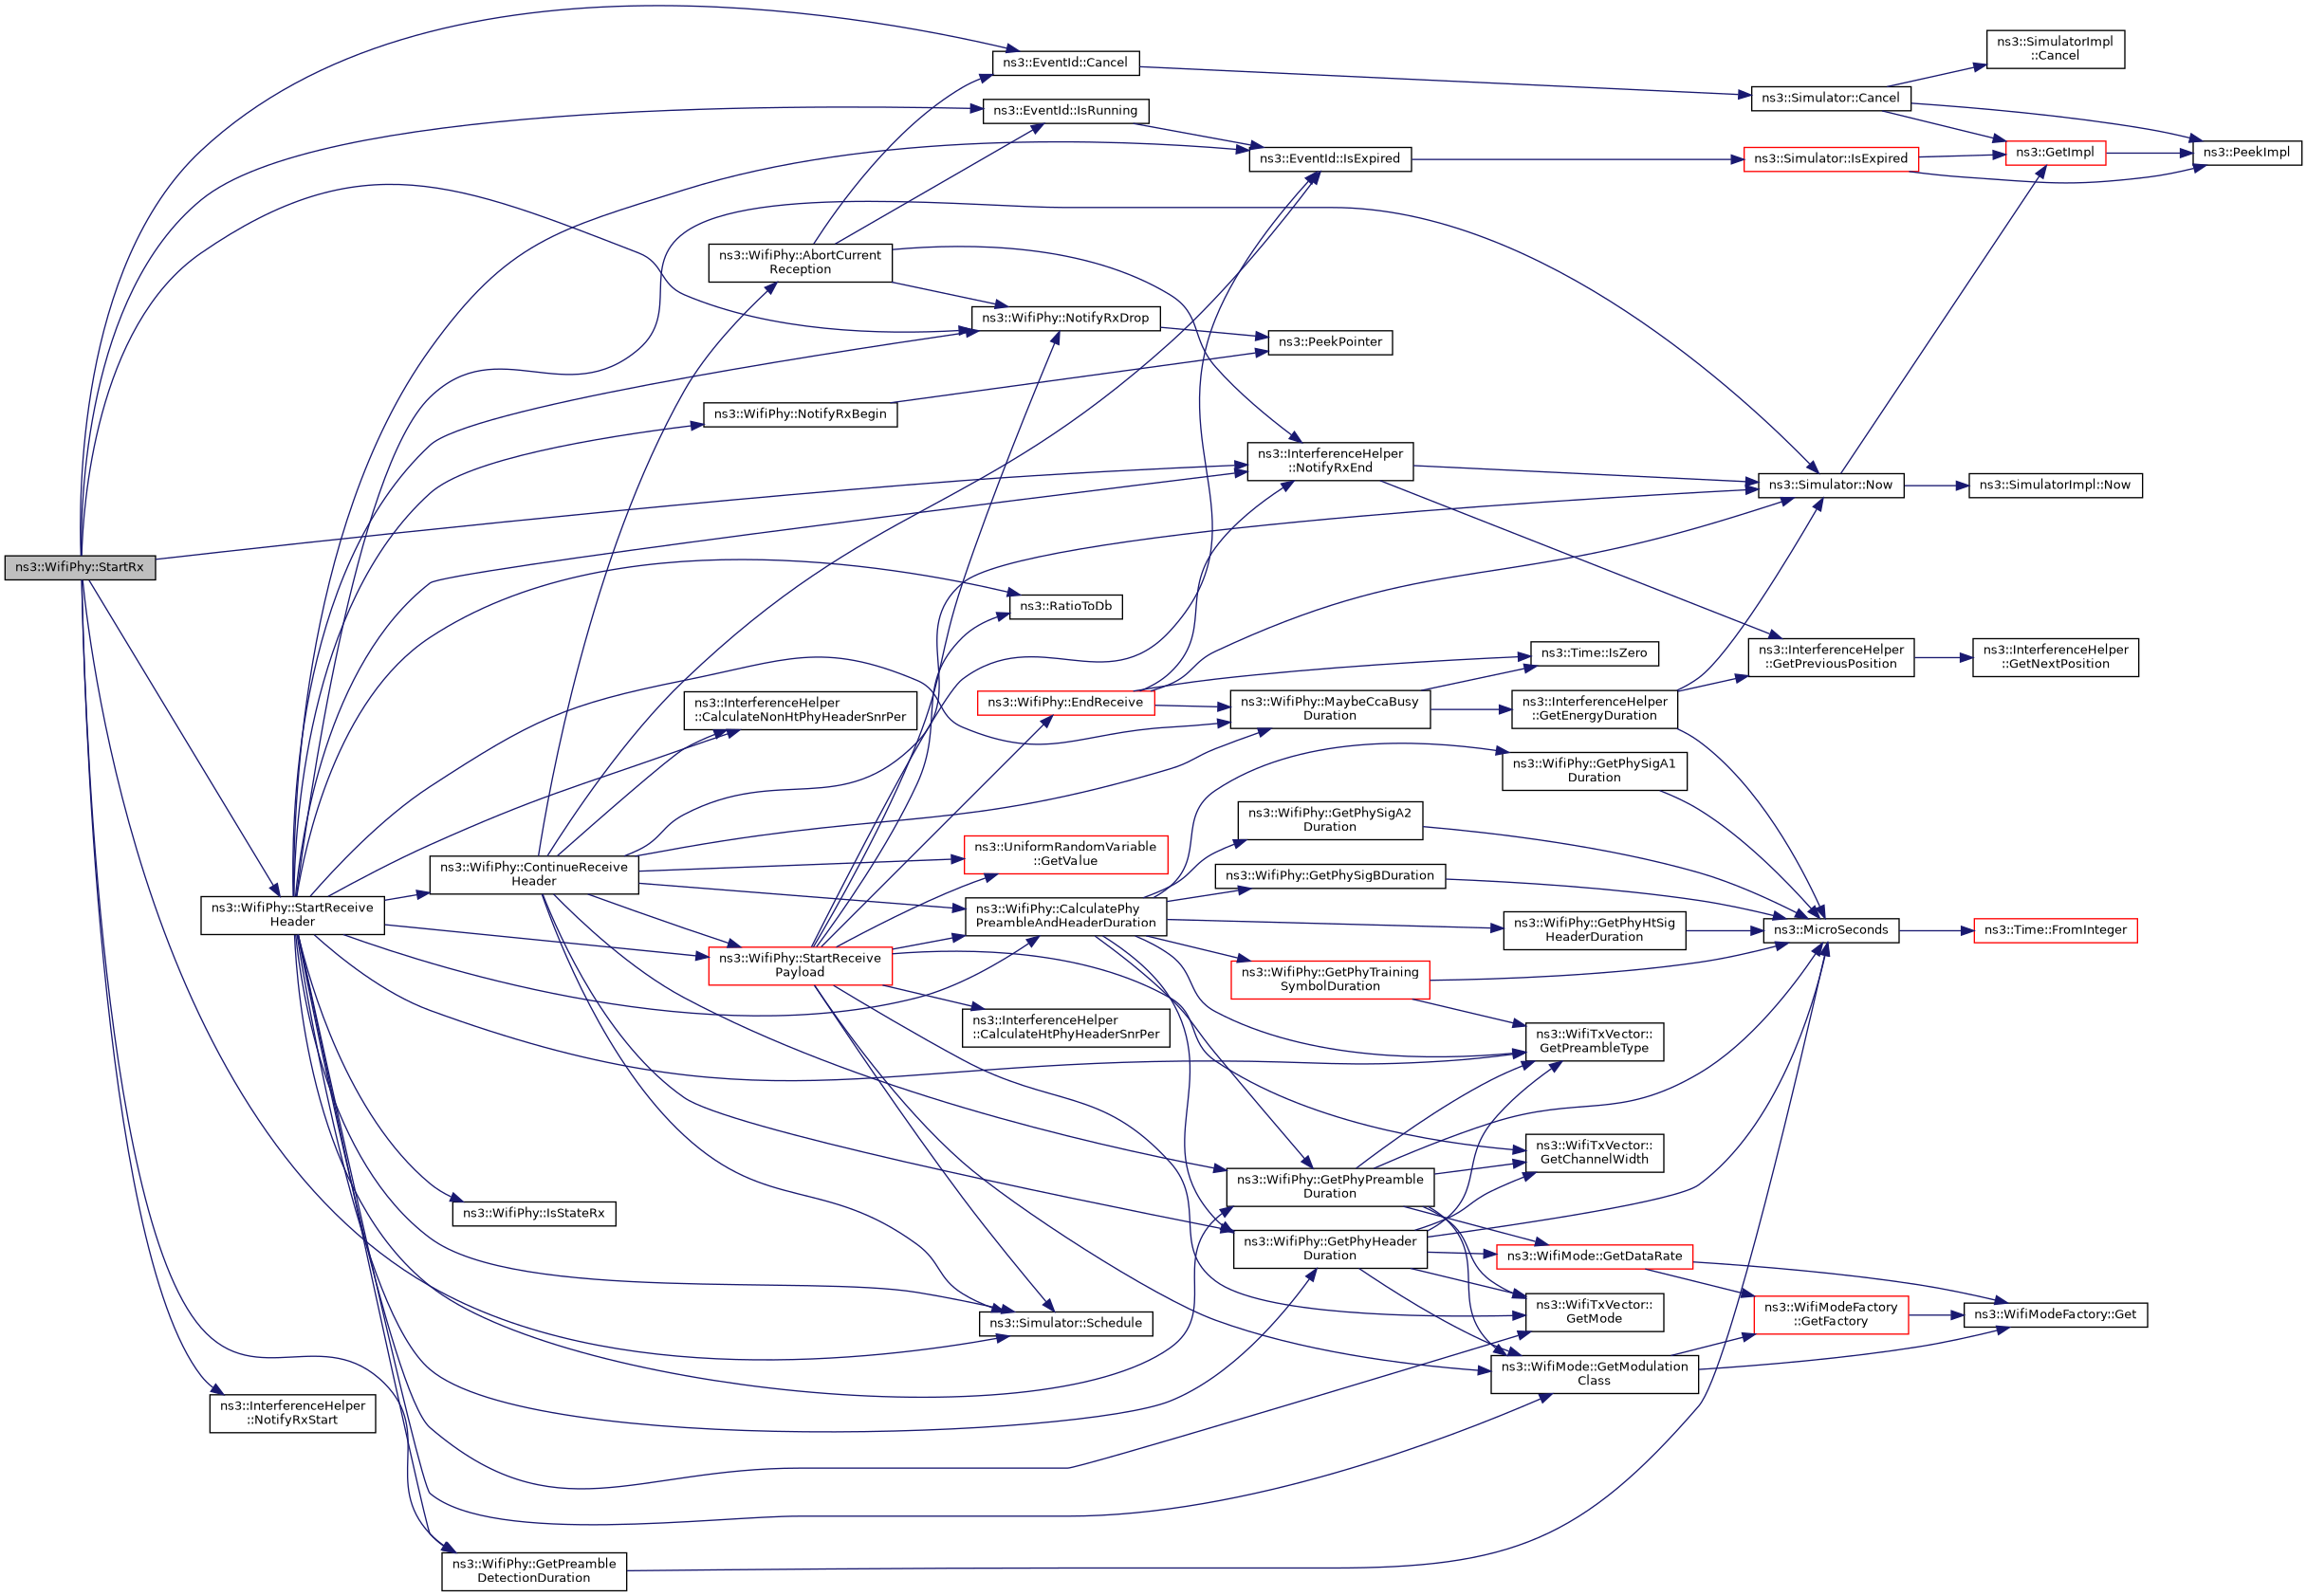 ns3::SimulatorImpl
::Cancel
ns3::EventId::Cancel
ns3::Simulator::Cancel
ns3::EventId::IsRunning
ns3::EventId::IsExpired
ns3::Simulator::IsExpired
ns3::GetImpl
ns3::PeekImpl
ns3::WifiPhy::AbortCurrent
Reception
ns3::WifiPhy::NotifyRxDrop
ns3::PeekPointer
ns3::WifiPhy::NotifyRxBegin
ns3::InterferenceHelper
::NotifyRxEnd
ns3::Simulator::Now
ns3::SimulatorImpl::Now
ns3::WifiPhy::StartRx
ns3::RatioToDb
ns3::Time::IsZero
ns3::InterferenceHelper
::GetPreviousPosition
ns3::InterferenceHelper
::GetNextPosition
ns3::InterferenceHelper
::CalculateNonHtPhyHeaderSnrPer
ns3::WifiPhy::EndReceive
ns3::WifiPhy::MaybeCcaBusy
Duration
ns3::InterferenceHelper
::GetEnergyDuration
ns3::WifiPhy::GetPhySigA1
Duration
ns3::WifiPhy::GetPhySigA2
Duration
ns3::WifiPhy::ContinueReceive
Header
ns3::UniformRandomVariable
::GetValue
ns3::WifiPhy::GetPhySigBDuration
ns3::WifiPhy::StartReceive
Header
ns3::WifiPhy::CalculatePhy
PreambleAndHeaderDuration
ns3::WifiPhy::GetPhyHtSig
HeaderDuration
ns3::MicroSeconds
ns3::Time::FromInteger
ns3::WifiPhy::StartReceive
Payload
ns3::WifiPhy::GetPhyTraining
SymbolDuration
ns3::InterferenceHelper
::CalculateHtPhyHeaderSnrPer
ns3::WifiTxVector::
GetPreambleType
ns3::WifiTxVector::
GetChannelWidth
ns3::WifiPhy::GetPhyPreamble
Duration
ns3::WifiPhy::IsStateRx
ns3::WifiPhy::GetPhyHeader
Duration
ns3::WifiMode::GetDataRate
ns3::WifiTxVector::
GetMode
ns3::WifiModeFactory
::GetFactory
ns3::WifiModeFactory::Get
ns3::Simulator::Schedule
ns3::WifiMode::GetModulation
Class
ns3::InterferenceHelper
::NotifyRxStart
ns3::WifiPhy::GetPreamble
DetectionDuration